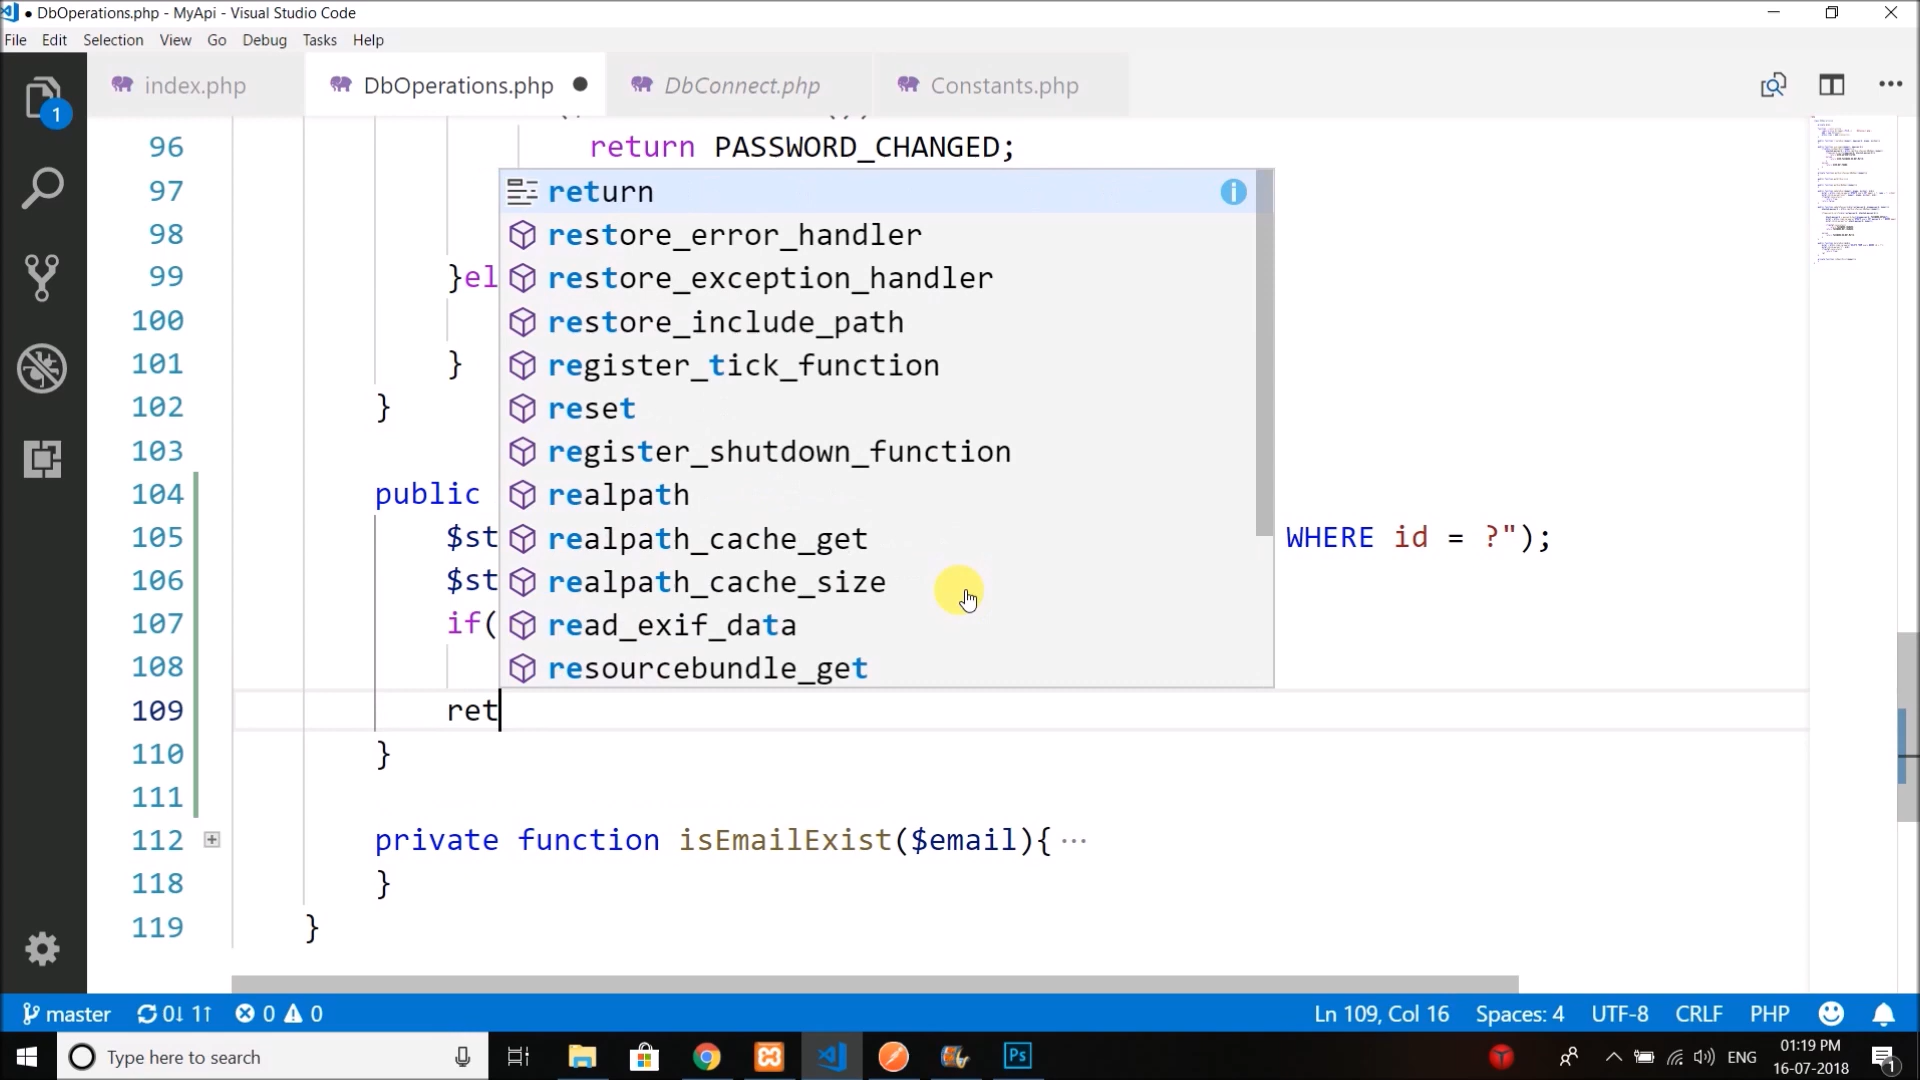 DbOperations.php - MyApi - Visual Studio Code
File Edit Selection View Go Debug Tasks Help
index.php DbOperations.php DbConnect.php Constants.php
1
96 return PASSWORD_CHANGED;
97 return
98 restore_error_handler
99 }el restore_exception_handler
100 restore_include_path
101 } register_tick_function
102 } reset
103 register_shutdown_function
104 public realpath
105 $st realpath_cache_get WHERE id = ?");
106 $st realpath_cache_size
107 if( read_exif_data
108 resourcebundle_get
109 ret
110 }
111
112 private function isEmailExist($email){ ...
118 }
119 }
master 0↓ 1↑ 0 0 Ln 109, Col 16 Spaces: 4 UTF-8 CRLF PHP
Type here to search Ps ENG 01:19 PM
16-07-2018 1